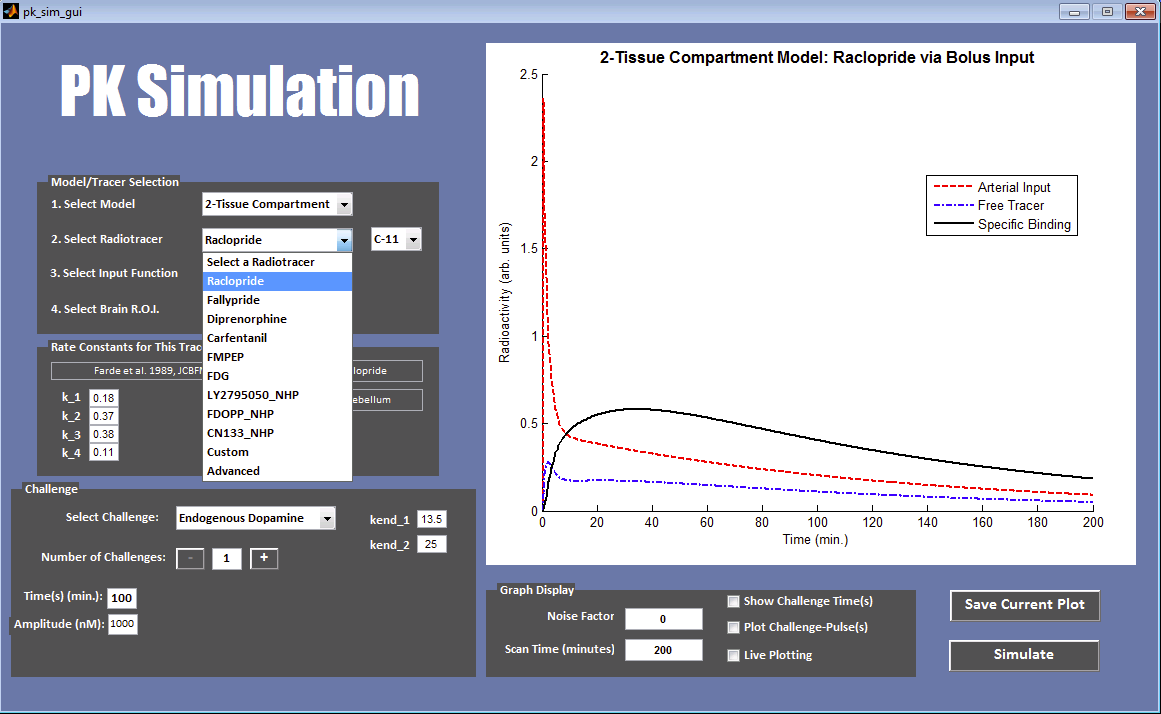 pk_sim_gui
PK Simulation
Model/Tracer Selection
1. Select Model
2-Tissue Compartment
2. Select Radiotracer
Raclopride
C-11
Select a Radiotracer
Raclopride
Fallypride
Diprenorphine
Carfentanil
FMPEP
FDG
LY2795050_NHP
FDOPP_NHP
CN133_NHP
Custom
Advanced
3. Select Input Function
4. Select Brain R.O.I.
Rate Constants for This
Farde et al. 1989,
k_1 0.18
k_2 0.37
k_3 0.38
k_4 0.11
Challenge
Select Challenge: Endogenous Dopamine
kend_1 13.5
kend_2 25
Number of Challenges: - 1 +
Time(s) (min.): 100
Amplitude (nM): 1000
2-Tissue Compartment Model: Raclopride via Bolus Input
Radioactivity (arb. units)
2.5
2
1.5
1
0.5
0
0 20 40 60 80 100 120 140 160 180 200
Time (min.)
Arterial Input
Free Tracer
Specific Binding
Graph Display
Noise Factor 0
Scan Time (minutes) 200
Show Challenge Time(s)
Plot Challenge-Pulse(s)
Live Plotting
Save Current Plot
Simulate